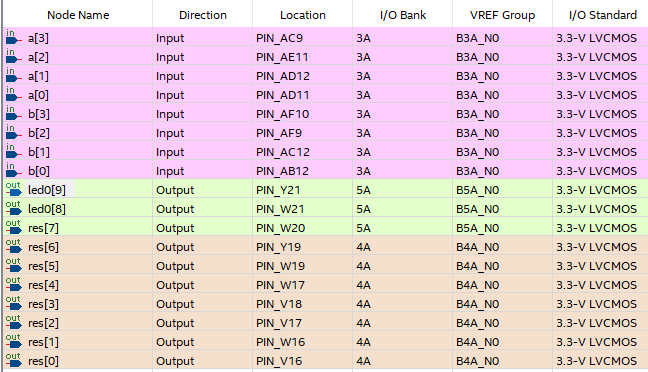 Node Name Direction Location I/O Bank VREF Group I/O Standard
in a[3] Input PIN_AC9 3A B3A_N0 3.3-V LVCMOS
in a[2] Input PIN_AE11 3A B3A_N0 3.3-V LVCMOS
in a[1] Input PIN_AD12 3A B3A_N0 3.3-V LVCMOS
in a[0] Input PIN_AD11 3A B3A_N0 3.3-V LVCMOS
in b[3] Input PIN_AF10 3A B3A_N0 3.3-V LVCMOS
in b[2] Input PIN_AF9 3A B3A_N0 3.3-V LVCMOS
in b[1] Input PIN_AC12 3A B3A_N0 3.3-V LVCMOS
in b[0] Input PIN_AB12 3A B3A_N0 3.3-V LVCMOS
out led0[9] Output PIN_Y21 5A B5A_N0 3.3-V LVCMOS
out led0[8] Output PIN_W21 5A B5A_N0 3.3-V LVCMOS
out res[7] Output PIN_W20 5A B5A_N0 3.3-V LVCMOS
out res[6] Output PIN_Y19 4A B4A_N0 3.3-V LVCMOS
out res[5] Output PIN_W19 4A B4A_N0 3.3-V LVCMOS
out res[4] Output PIN_W17 4A B4A_N0 3.3-V LVCMOS
out res[3] Output PIN_V18 4A B4A_N0 3.3-V LVCMOS
out res[2] Output PIN_V17 4A B4A_N0 3.3-V LVCMOS
out res[1] Output PIN_W16 4A B4A_N0 3.3-V LVCMOS
out res[0] Output PIN_V16 4A B4A_N0 3.3-V LVCMOS